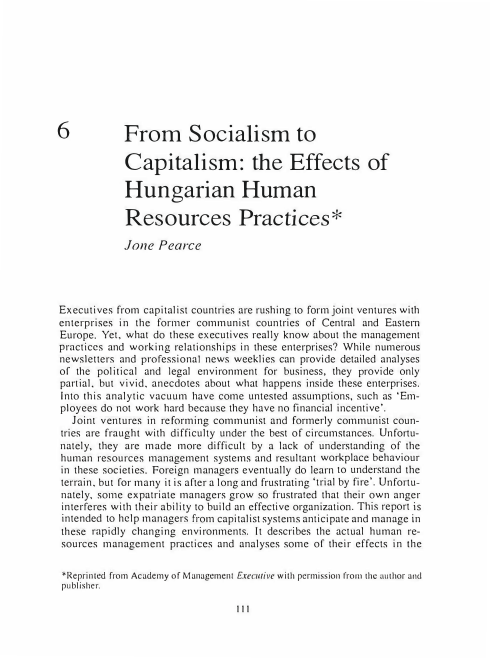 6
From Socialism to
Capitalism: the Effects of
Hungarian Human
Resources Practices*
Jone Pearce
Executives from capitalist countries are rushing to form joint ventures with
enterprises in the former communist countries of Central and Eastern
Europe. Yet, what do these executives really know about the management
practices and working relationships in these enterprises? While numerous
newsletters and professional news weeklies can provide detailed analyses
of the political and legal environment for business, they provide only
partial, but vivid, anecdotes about what happens inside these enterprises.
Into this analytic vacuum have come untested assumptions, such as 'Em-
ployees do not work hard because they have no financial incentive'.
Joint ventures in reforming communist and formerly communist coun-
tries are fraught with difficulty under the best of circumstances. Unfortu-
nately, they are made more difficult by a lack of understanding of the
human resources management systems and resultant workplace behaviour
in these societies. Foreign managers eventually do learn to understand the
terrain, but for many it is after a long and frustrating 'trial by fire'. Unfortu-
nately, some expatriate managers grow so frustrated that their own anger
interferes with their ability to build an effective organization. This report is
intended to help managers from capitalist systems anticipate and manage in
these rapidly changing environments. It describes the actual human re-
sources management practices and analyses some of their effects in the
*Reprinted from Academy of Management Executive with permission from the author and
publisher.
111